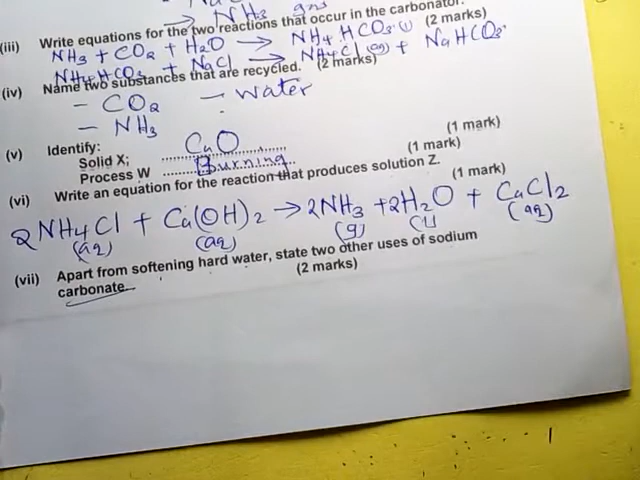 → NH3 gas
(iii) Write equations for the two reactions that occur in the carbonator. (2 marks)
NH3 + CO2 + H2O → NH4HCO3 (l)
NH4HCO3 + NaCl → NH4Cl (aq) + NaHCO3
(iv) Name two substances that are recycled. (2 marks)
- CO2 - Water
- NH3
(v) Identify:
Solid X; CaO (1 mark)
Process W Burning (1 mark)
(vi) Write an equation for the reaction that produces solution Z. (1 mark)
2NH4Cl + Ca(OH)2 → 2NH3 + 2H2O + CaCl2
(aq) (aq) (g) (l) (aq)
(vii) Apart from softening hard water, state two other uses of sodium
carbonate. (2 marks)